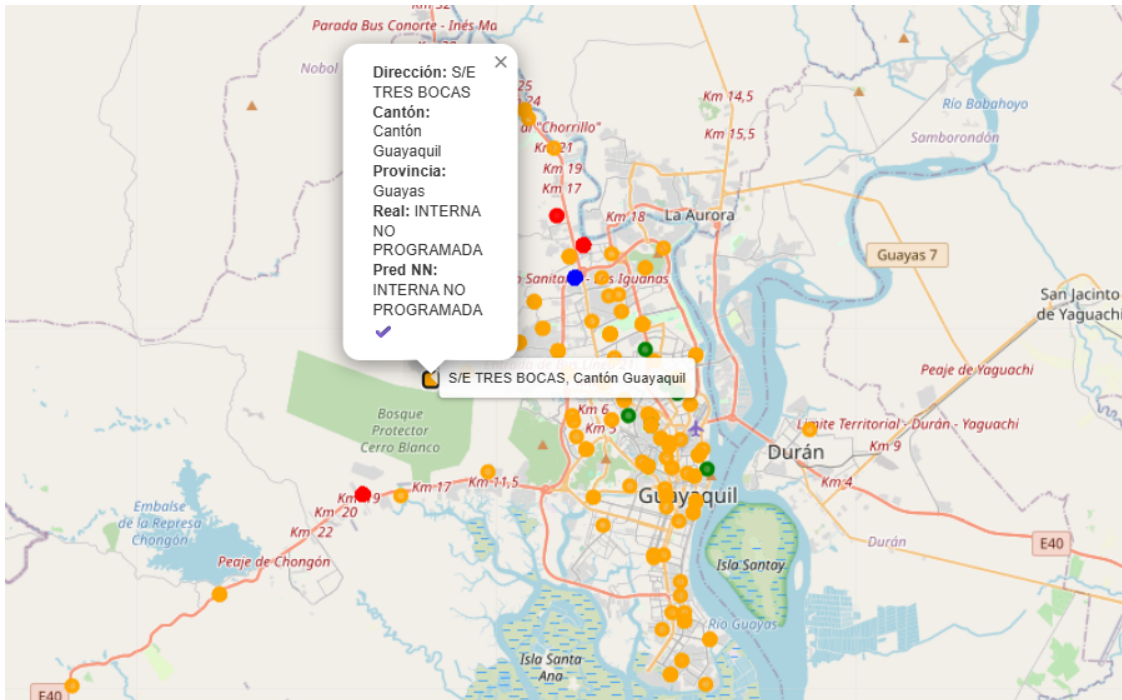 Parada Bus Conorte - Inés Ma
Nobol
Km 14,5
Km 15,5
Río Babahoyo
Samborondón
25
24
al "Chorrillo"
Km 21
Km 19
Km 17
Km 18
La Aurora
Guayas 7
n Sanita
- Los Iguanas
San Jacinto
de Yaguachi
×
Dirección: S/E
TRES BOCAS
Cantón:
Cantón
Guayaquil
Provincia:
Guayas
Real: INTERNA
NO
PROGRAMADA
Pred NN:
INTERNA NO
PROGRAMADA
S/E TRES BOCAS, Cantón Guayaquil
Peaje de Yaguachi
Bosque
Protector
Cerro Blanco
Km 6
Km 5
Límite Territorial - Durán - Yaguachi
Km 9
Durán
Km 4
Km 17
Km 11,5
Guayaquil
Km 19
Km 20
Km 22
Embalse
de la Represa
Chongón
Peaje de Chongón
Durán
E40
Isla Santay
Río Guayas
Isla Santa
Ana
E40